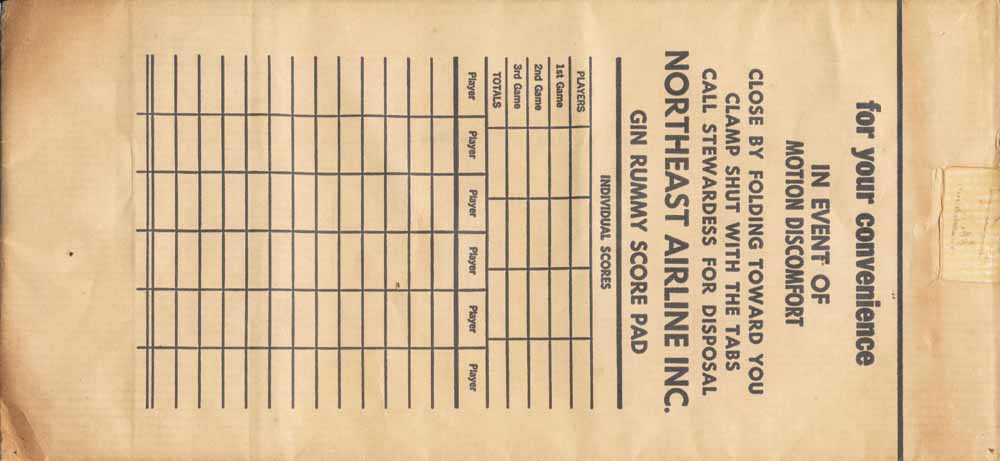 for your convenience
IN EVENT OF
MOTION DISCOMFORT
CLOSE BY FOLDING TOWARD YOU
CLAMP SHUT WITH THE TABS
CALL STEWARDESS FOR DISPOSAL
NORTHEAST AIRLINE INC.
GIN RUMMY SCORE PAD
INDIVIDUAL SCORES
PLAYERS
1st Game
2nd Game
3rd Game
TOTALS
Player Player Player Player Player Player